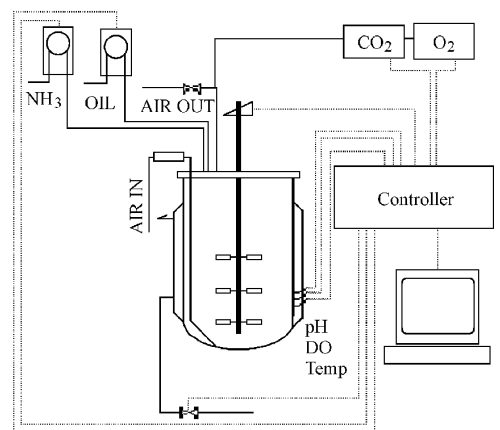 CO2
O2
NH3
OIL
AIR OUT
AIR IN
Controller
pH
DO
Temp